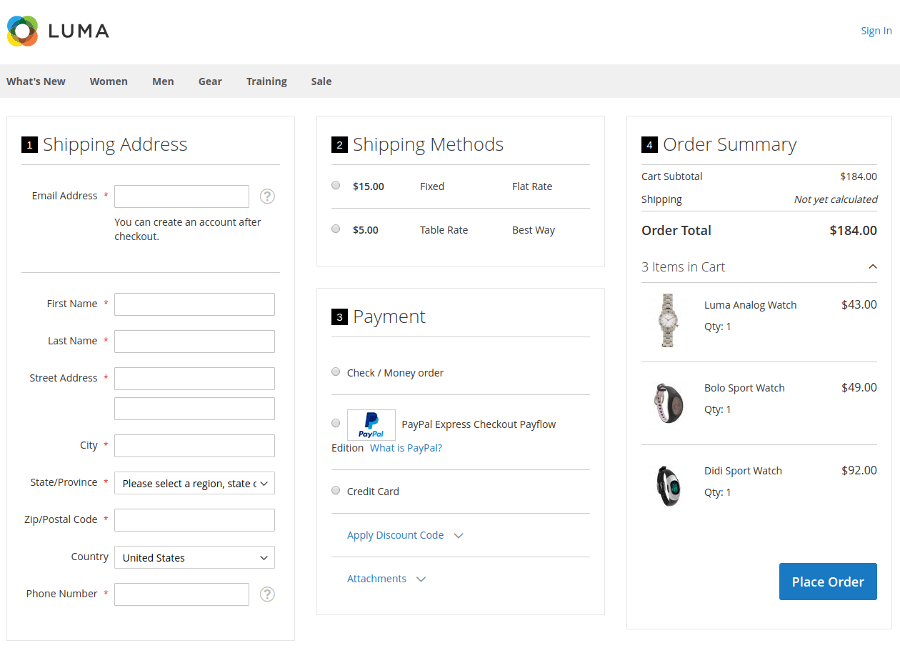 LUMA
Sign In
What's New Women Men Gear Training Sale
1 Shipping Address
Email Address *
?
You can create an account after
checkout.
First Name *
Last Name *
Street Address *
City *
State/Province * Please select a region, state
Zip/Postal Code *
Country United States
Phone Number *
?
2 Shipping Methods
$15.00 Fixed Flat Rate
$5.00 Table Rate Best Way
3 Payment
Check / Money order
PayPal PayPal Express Checkout Payflow
Edition What is PayPal?
Credit Card
Apply Discount Code
Attachments
4 Order Summary
Cart Subtotal $184.00
Shipping Not yet calculated
Order Total $184.00
3 Items in Cart
Luma Analog Watch $43.00
Qty: 1
Bolo Sport Watch $49.00
Qty: 1
Didi Sport Watch $92.00
Qty: 1
Place Order